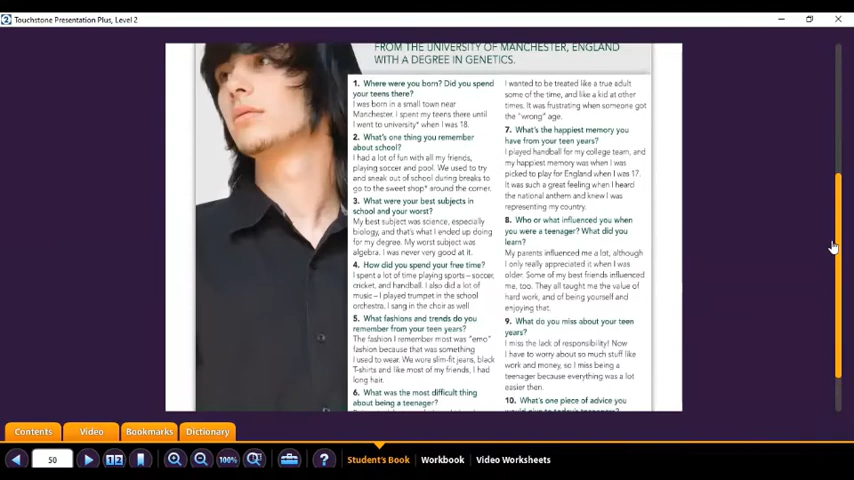 Touchstone Presentation Plus, Level 2
FROM THE UNIVERSITY OF MANCHESTER, ENGLAND
WITH A DEGREE IN GENETICS.
1. Where were you born? Did you spend
your teens there?
I was born in a small town near
Manchester. I spent my teens there until
I went to university* when I was 18.
2. What's one thing you remember
about school?
I had a lot of fun with all my friends,
playing soccer and pool. We used to try
and sneak out of school during breaks to
go to the sweet shop* around the corner.
3. What were your best subjects in
school and your worst?
My best subject was science, especially
biology, and that's what I ended up doing
for my degree. My worst subject was
algebra. I was never very good at it.
4. How did you spend your free time?
I spent a lot of time playing sports – soccer,
cricket, and handball. I also did a lot of
music – I played trumpet in the school
orchestra. I sang in the choir as well
5. What fashions and trends do you
remember from your teen years?
The fashion I remember most was "emo"
fashion because that was something
I used to wear. We wore slim-fit jeans, black
T-shirts and like most of my friends, I had
long hair.
6. What was the most difficult thing
about being a teenager?
I wanted to be treated like a true adult
some of the time, and like a kid at other
times. It was frustrating when someone got
the "wrong" age.
7. What's the happiest memory you
have from your teen years?
I played handball for my college team, and
my happiest memory was when I was
picked to play for England when I was 17.
It was such a great feeling when I heard
the national anthem and knew I was
representing my country.
8. Who or what influenced you when
you were a teenager? What did you
learn?
My parents influenced me a lot, although
I only really appreciated it when I was
older. Some of my best friends influenced
me, too. They all taught me the value of
hard work, and of being yourself and
enjoying that.
9. What do you miss about your teen
years?
I miss the lack of responsibility! Now
I have to worry about so much stuff like
work and money, so I miss being a
teenager because everything was a lot
easier then.
10. What's one piece of advice you
would give to today's teenagers?
Contents
Video
Bookmarks
Dictionary
50
12
100%
?
Student's Book
Workbook
Video Worksheets